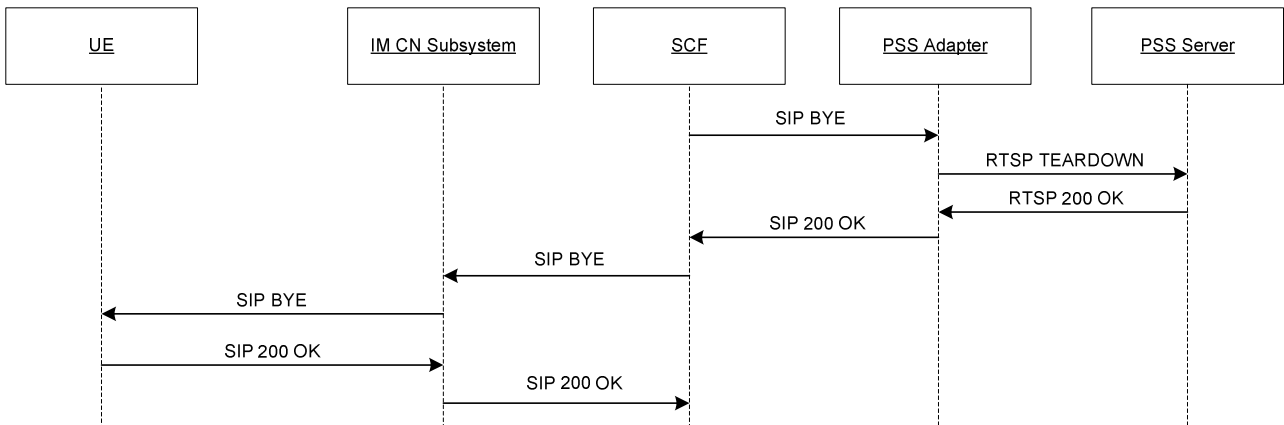 UE
IM CN Subsystem
SCF
PSS Adapter
PSS Server
SIP BYE
RTSP TEARDOWN
RTSP 200 OK
SIP 200 OK
SIP BYE
SIP BYE
SIP 200 OK
SIP 200 OK